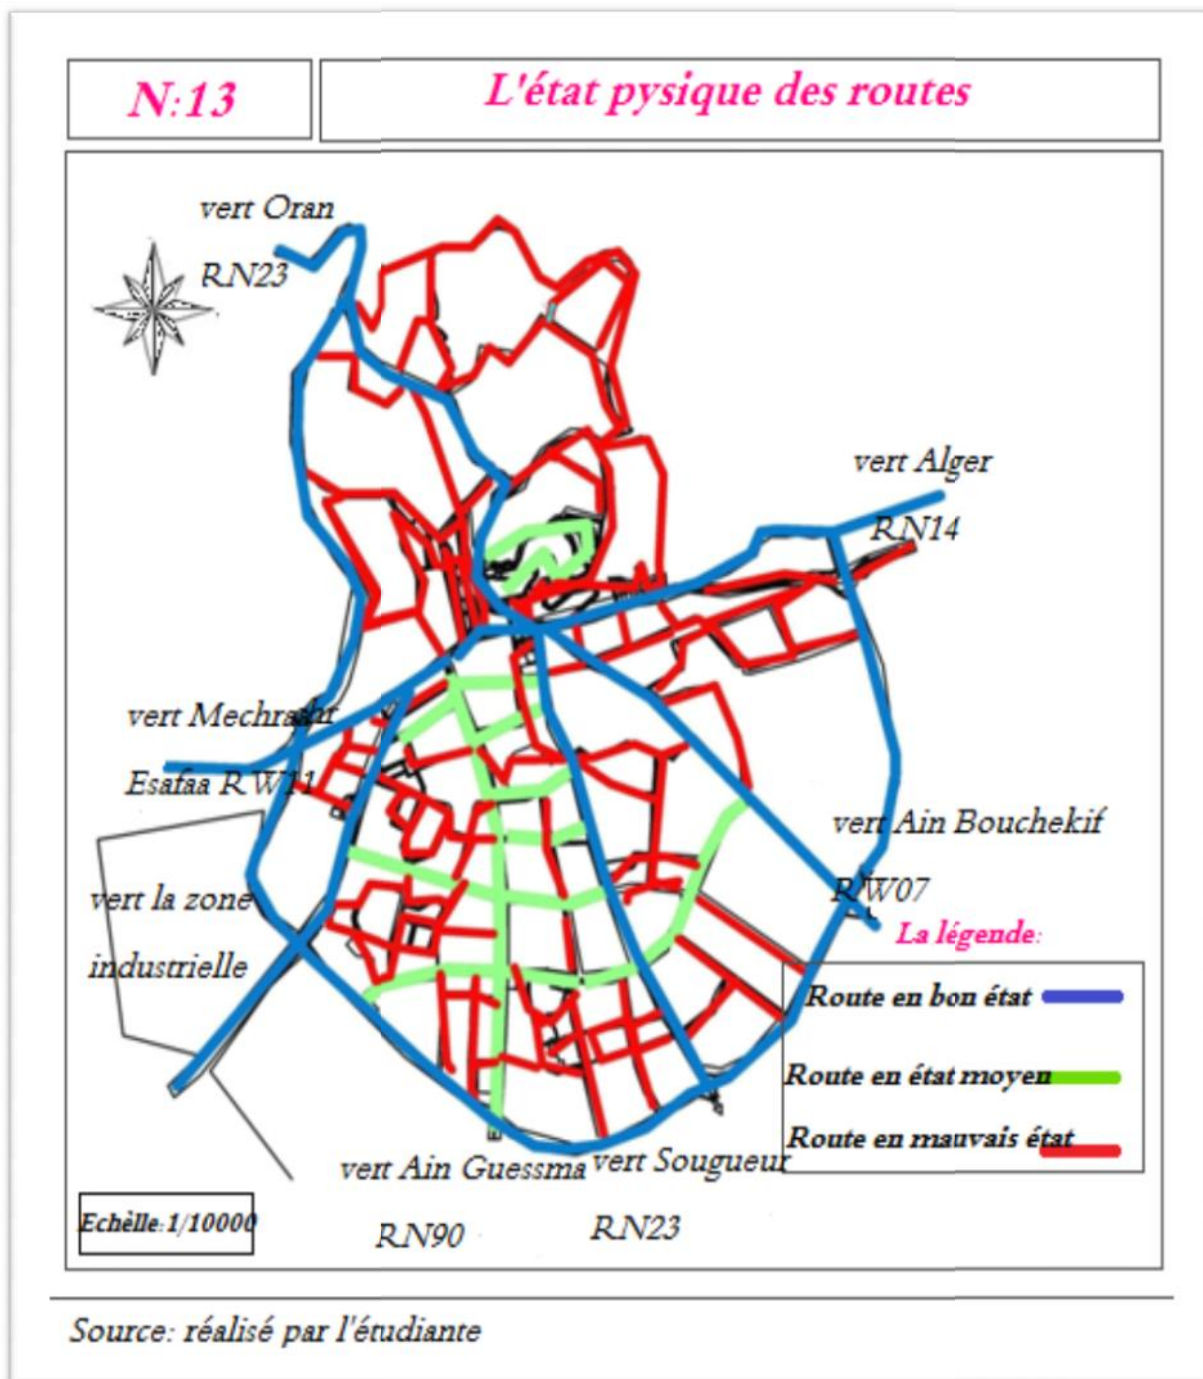 N:13
L'état pysique des routes
vert Oran
RN23
vert Alger
RN14
vert
Esafaa RW11
vert Ain Bouchekif
RW07
vert la zone
industrielle
La légende:
Route en bon état
Route en état moyen
Route en mauvais état
vert Ain Guessma
RN90
vert Sougueur
RN23
Echèlle:1/10000
Source: réalisé par l'étudiante